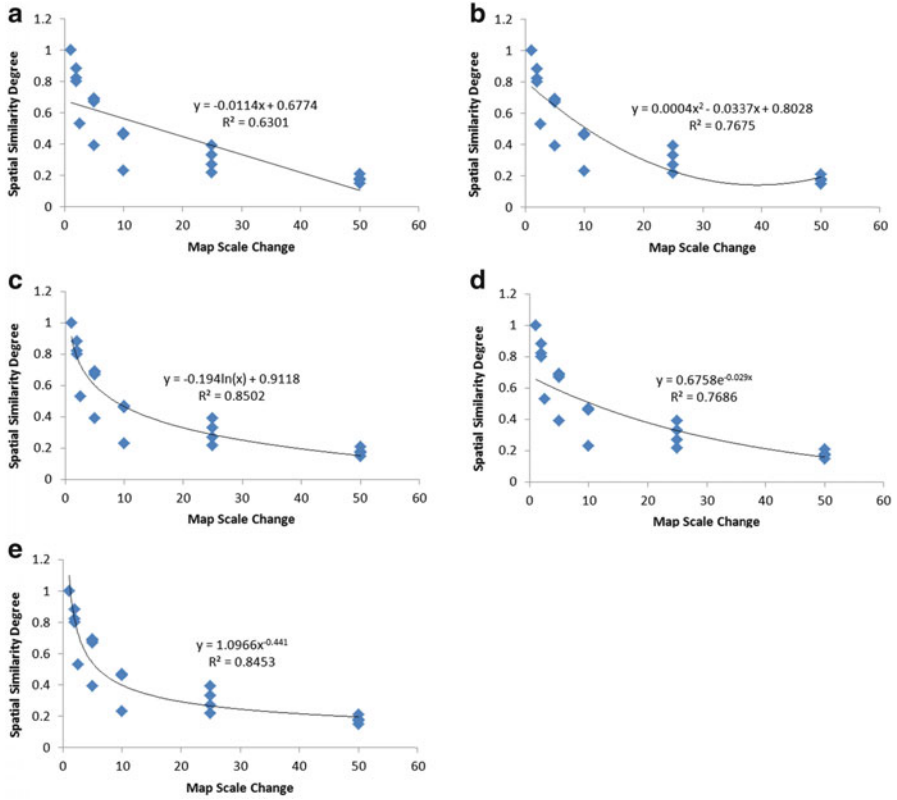 a
1.2
1
0.8
0.6
0.4
0.2
0
Spatial Similarity Degree
y = -0.0114x + 0.6774
R² = 0.6301
0 10 20 30 40 50 60
Map Scale Change
b
1.2
1
0.8
0.6
0.4
0.2
0
Spatial Similarity Degree
y = 0.0004x² - 0.0337x + 0.8028
R² = 0.7675
0 10 20 30 40 50 60
Map Scale Change
c
1.2
1
0.8
0.6
0.4
0.2
0
Spatial Similarity Degree
y = -0.194ln(x) + 0.9118
R² = 0.8502
0 10 20 30 40 50 60
Map Scale Change
d
1.2
1
0.8
0.6
0.4
0.2
0
Spatial Similarity Degree
y = 0.6758e^-0.029x
R² = 0.7686
0 10 20 30 40 50 60
Map Scale Change
e
1.2
1
0.8
0.6
0.4
0.2
0
Spatial Similarity Degree
y = 1.0966x^-0.441
R² = 0.8453
0 10 20 30 40 50 60
Map Scale Change